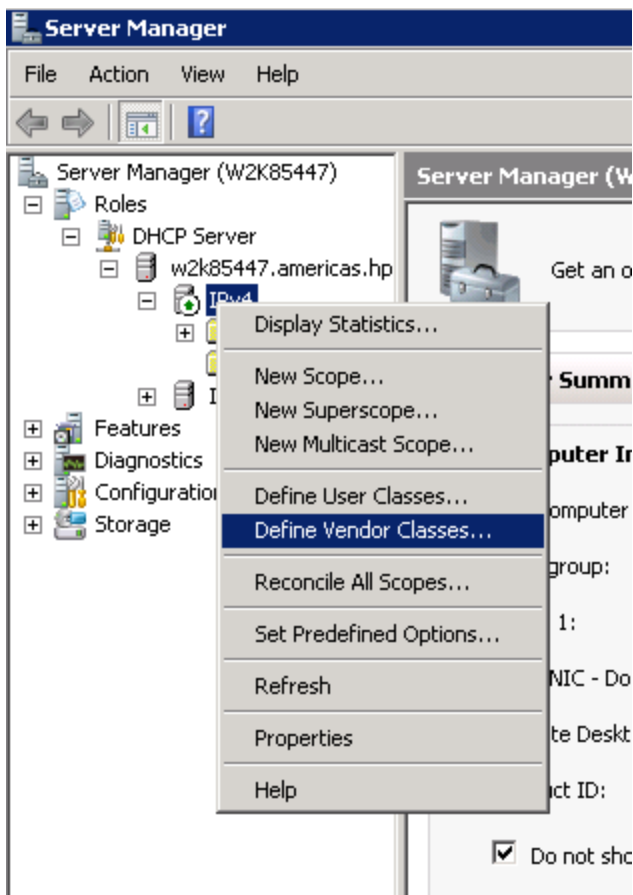 Server Manager
File Action View Help
Server Manager (W2K85447)
Roles
DHCP Server
w2k85447.americas.hp
IPv4
Features
Diagnostics
Storage
Display Statistics...
New Scope...
New Superscope...
New Multicast Scope...
Define User Classes...
Define Vendor Classes...
Reconcile All Scopes...
Set Predefined Options...
Refresh
Properties
Help
Server Manager (W
Get an o
Summ
puter In
omputer
group:
1:
NIC - Do
te Deskt
ct ID:
Do not sho